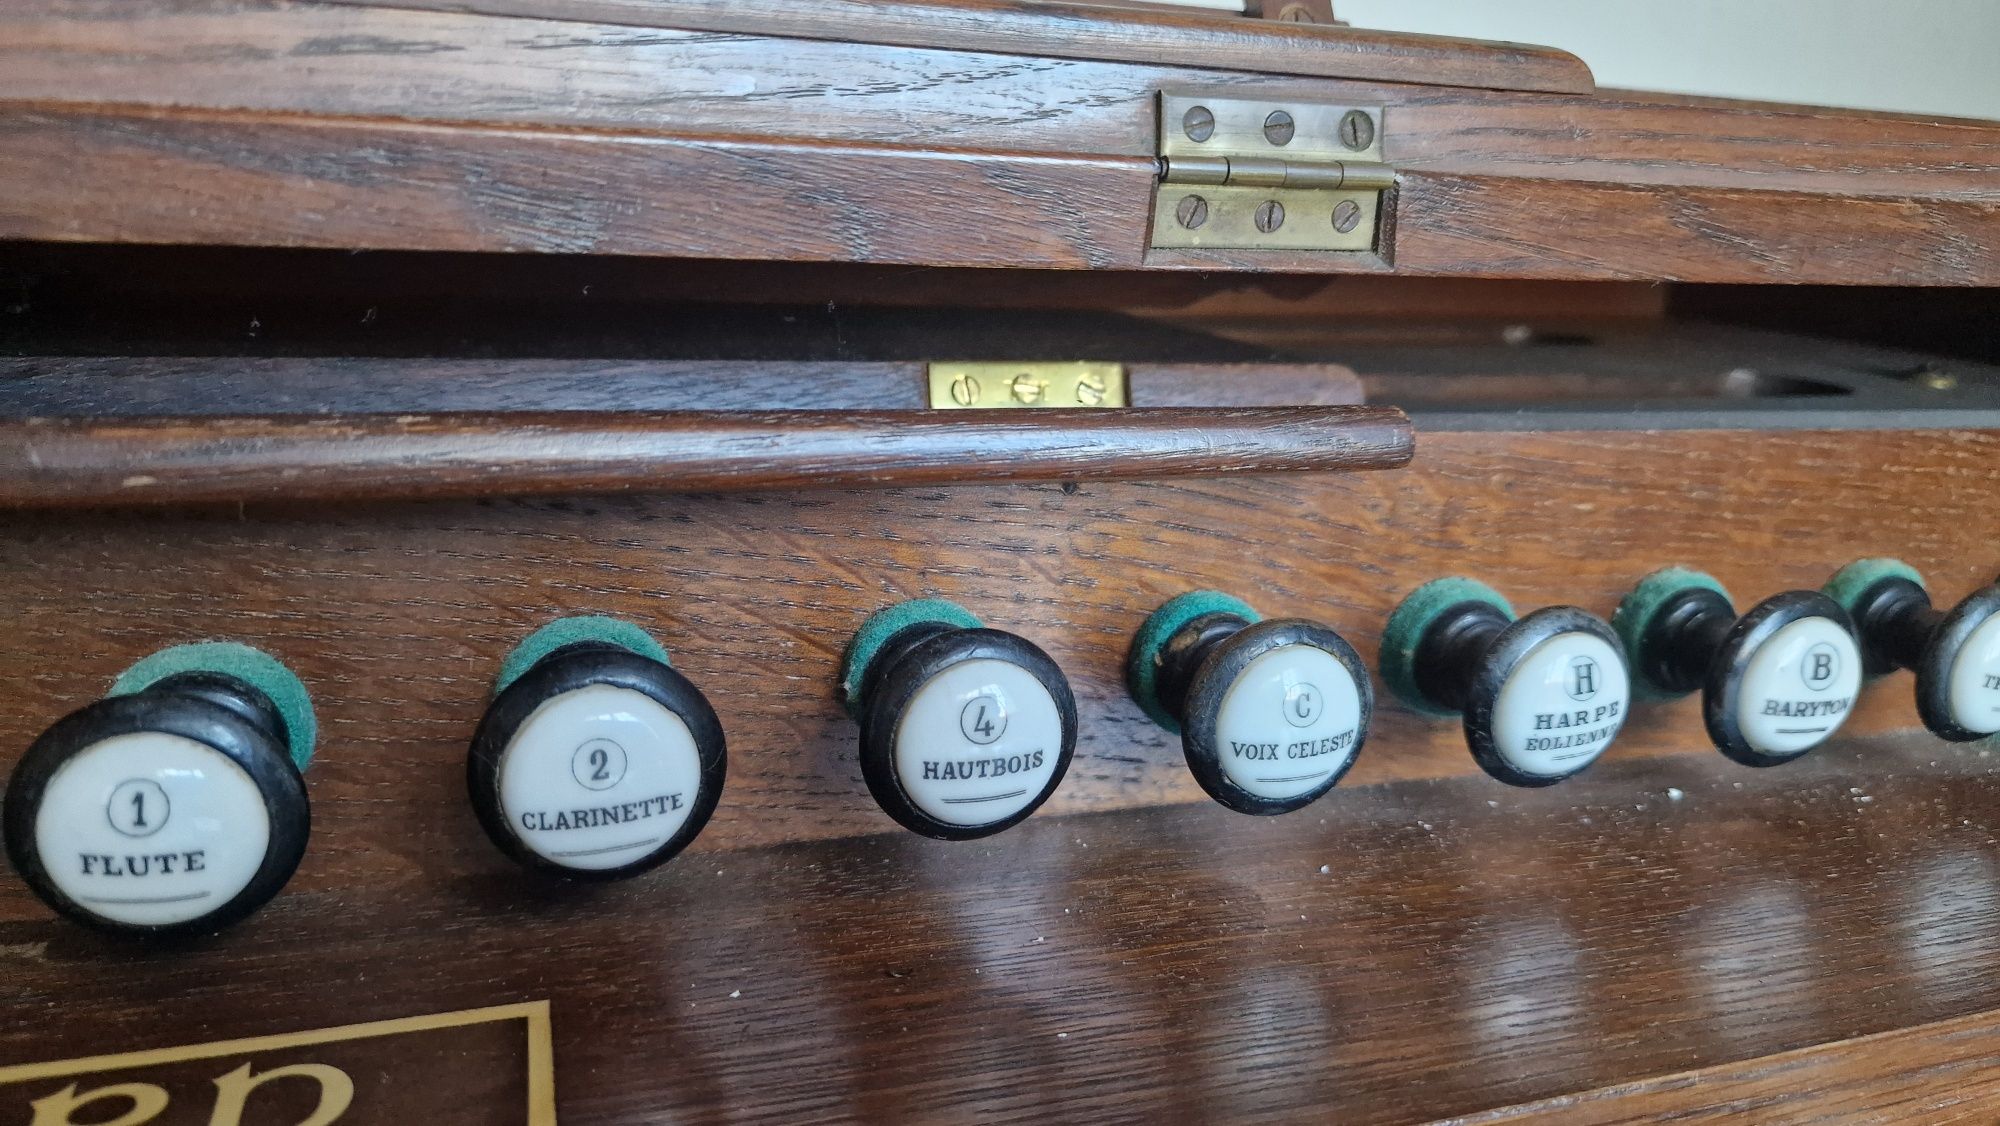 1
FLUTE
2
CLARINETTE
4
HAUTBOIS
C
VOIX CELESTE
H
HARPE
EOLIENNE
B
BARYTON